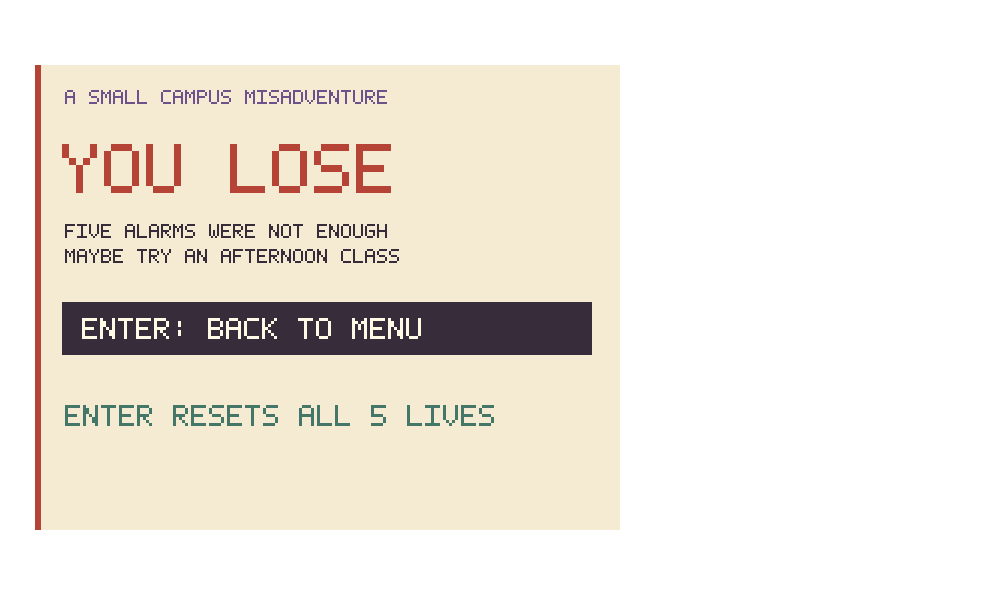 A SMALL CAMPUS MISADVENTURE
YOU LOSE
FIVE ALARMS WERE NOT ENOUGH
MAYBE TRY AN AFTERNOON CLASS
ENTER: BACK TO MENU
ENTER RESETS ALL 5 LIVES